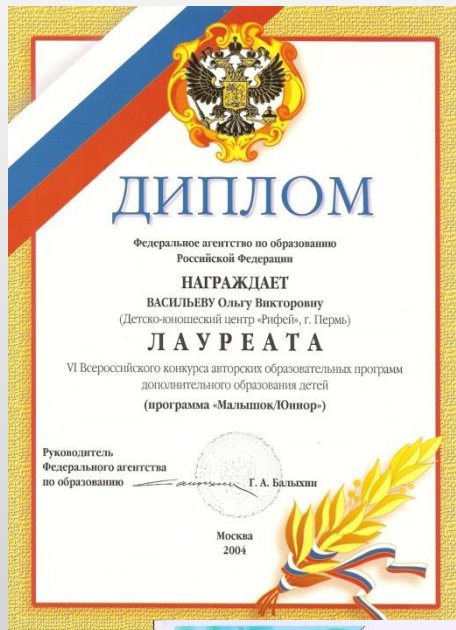 ДИПЛОМ
Федеральное агентство по образованию
Российской Федерации
НАГРАЖДАЕТ
ВАСИЛЬЕВУ Ольгу Викторовну
(Детско-юношеский центр «Рифей», г. Пермь)
ЛАУРЕАТА
VI Всероссийского конкурса авторских образовательных программ
дополнительного образования детей
(программа «Малышок/Юниор»)
Руководитель
Федерального агентства
по образованию Г. А. Балыхин
Москва
2004